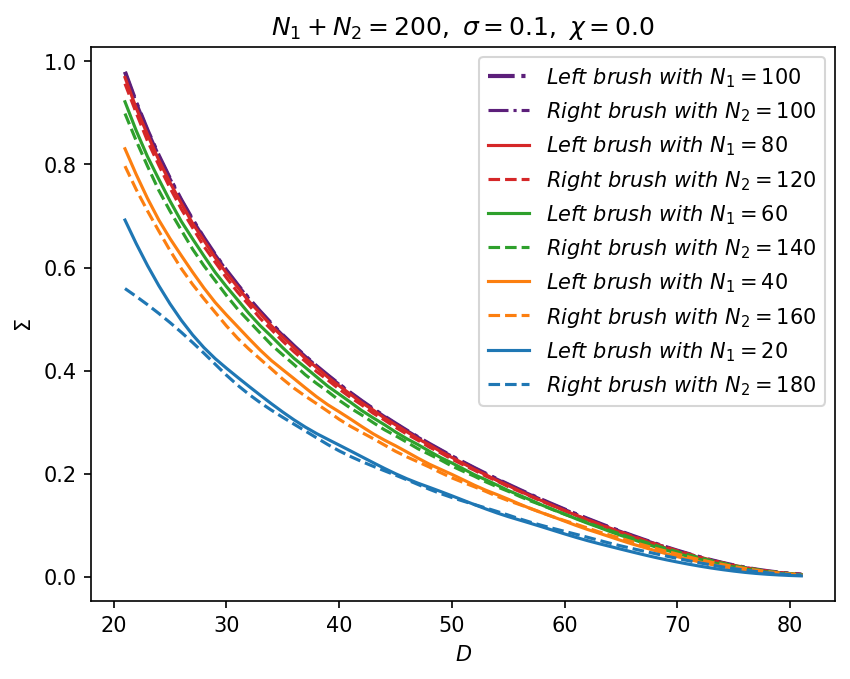 N₁ + N₂ = 200, σ = 0.1, χ = 0.0
1.0
0.8
0.6
0.4
0.2
0.0
Σ
20 30 40 50 60 70 80
D
Left brush with N₁ = 100
Right brush with N₂ = 100
Left brush with N₁ = 80
Right brush with N₂ = 120
Left brush with N₁ = 60
Right brush with N₂ = 140
Left brush with N₁ = 40
Right brush with N₂ = 160
Left brush with N₁ = 20
Right brush with N₂ = 180